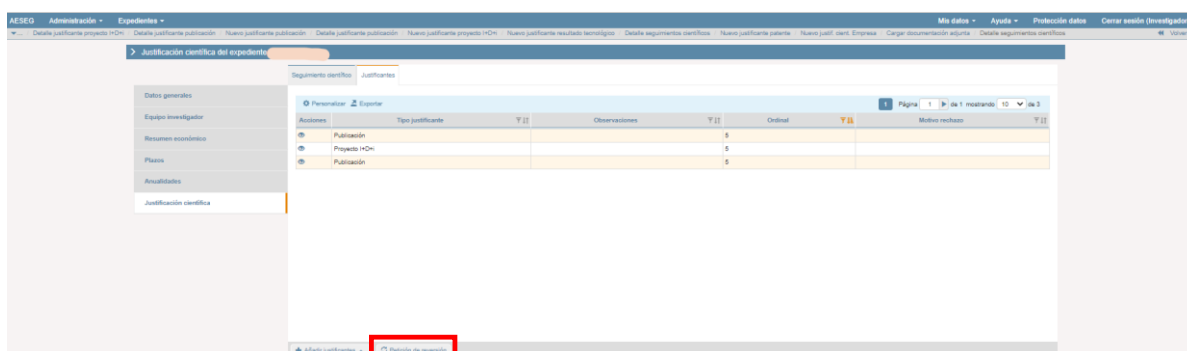 AESEG Administración Expedientes Mis datos Ayuda Protección datos Cerrar sesión (Investigador
Detalle justificante proyecto I+D+i Detalle justificante publicación Nuevo justificante publicación Detalle justificante publicación Nuevo justificante proyecto I+D+i Nuevo justificante resultado tecnológico Detalle seguimientos científicos Nuevo justificante patente Nuevo justif. cient. Empresa Cargar documentación adjunta Detalle seguimientos científicos Volver
Justificación científica del expediente
Seguimiento científico Justificantes
Datos generales
Equipo investigador
Resumen económico
Plazos
Anualidades
Justificación científica
Personalizar Exportar 1 Página 1 de 1 mostrando 10 de 3
Acciones Tipo justificante Observaciones Ordinal Motivo rechazo
Publicación 5
Proyecto I+D+i 5
Publicación 5
Añadir justificantes Petición de reversión